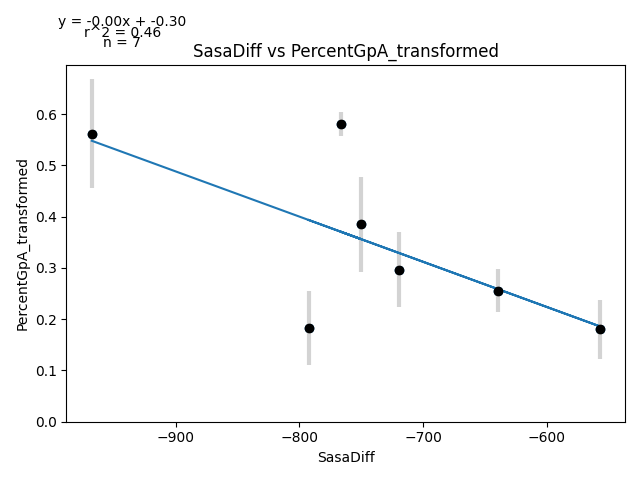 y = -0.00x + -0.30
r^2 = 0.46
n = 7
SasaDiff vs PercentGpA_transformed
PercentGpA_transformed
0.6
0.5
0.4
0.3
0.2
0.1
0.0
−900
−800
−700
−600
SasaDiff